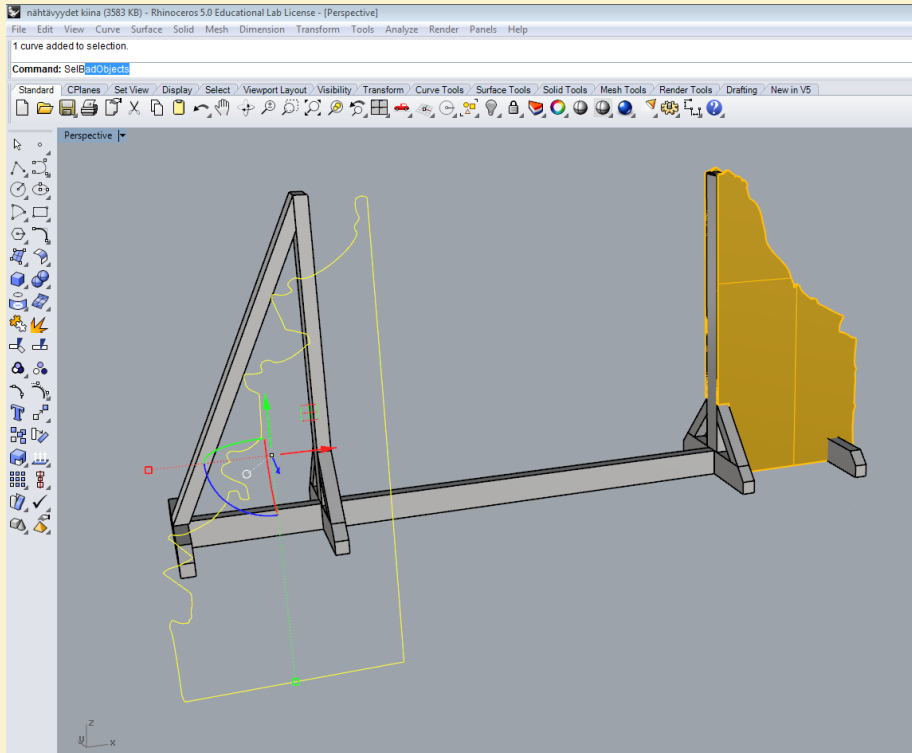 nähtävyydet kiina (3583 KB) - Rhinoceros 5.0 Educational Lab License - [Perspective]
File Edit View Curve Surface Solid Mesh Dimension Transform Tools Analyze Render Panels Help
1 curve added to selection.
Command: SelBadObjects
Standard CPlanes Set View Display Select Viewport Layout Visibility Transform Curve Tools Surface Tools Solid Tools Mesh Tools Render Tools Drafting New in V5
Perspective
z
y x